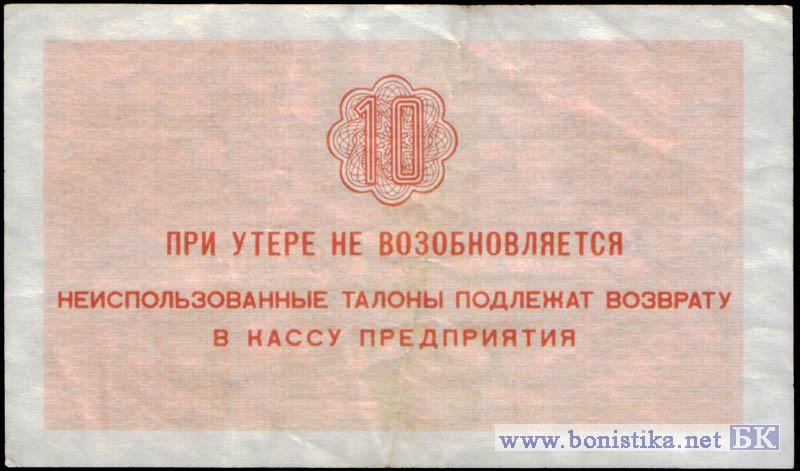 10
ПРИ УТЕРЕ НЕ ВОЗОБНОВЛЯЕТСЯ
НЕИСПОЛЬЗОВАННЫЕ ТАЛОНЫ ПОДЛЕЖАТ ВОЗВРАТУ
В КАССУ ПРЕДПРИЯТИЯ
www.bonistika.net БК